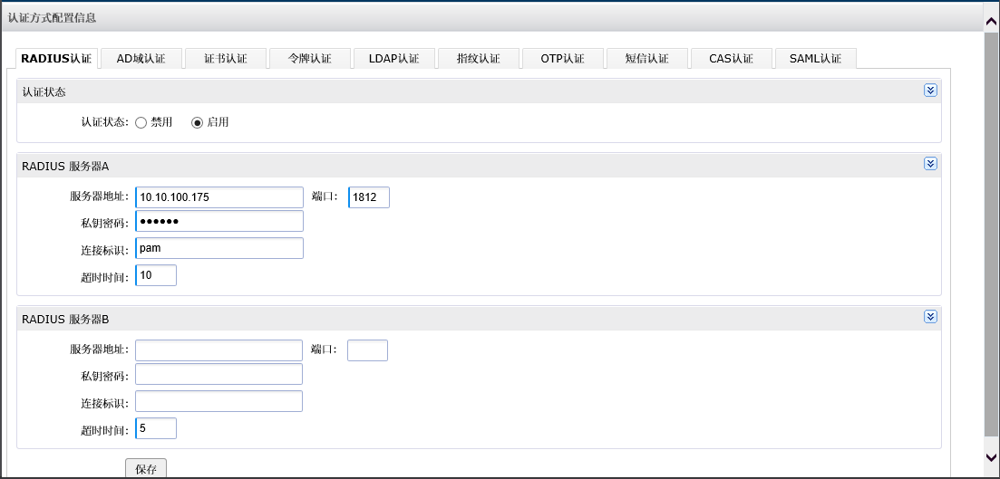 认证方式配置信息
RADIUS认证 AD域认证 证书认证 令牌认证 LDAP认证 指纹认证 OTP认证 短信认证 CAS认证 SAML认证
认证状态
认证状态: 禁用 启用
RADIUS 服务器A
服务器地址: 10.10.100.175 端口: 1812
私钥密码: ●●●●●●
连接标识: pam
超时时间: 10
RADIUS 服务器B
服务器地址: 端口:
私钥密码:
连接标识:
超时时间: 5
保存